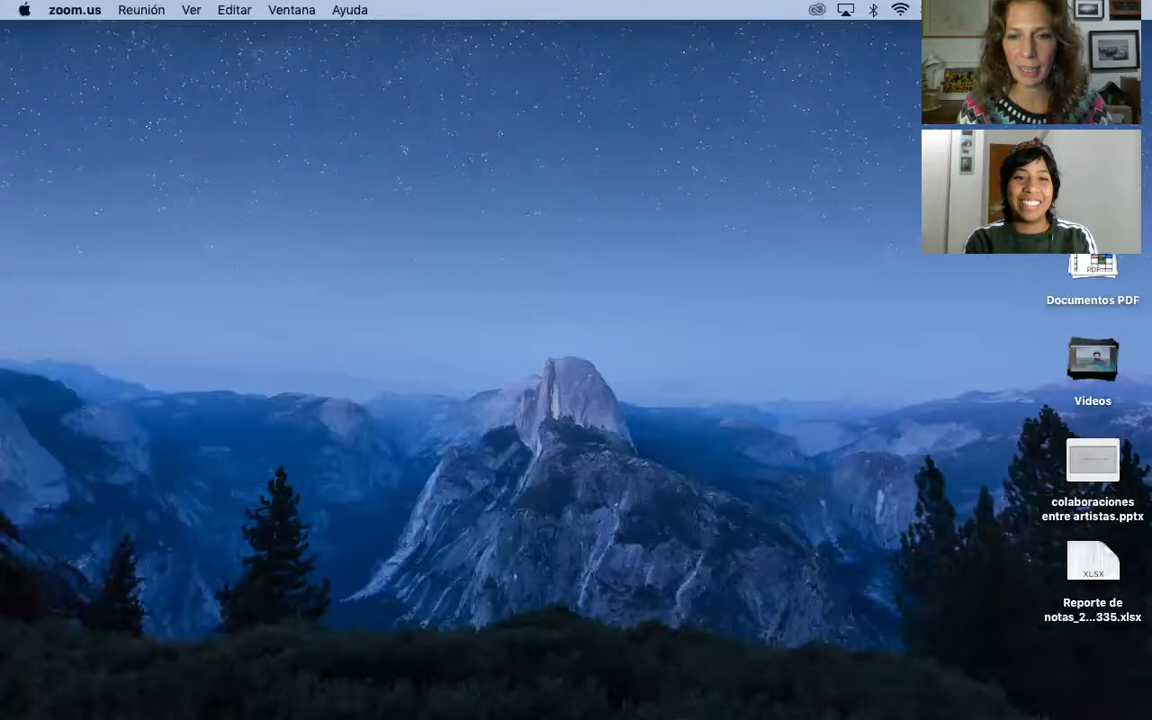 zoom.us Reunión Ver Editar Ventana Ayuda
PDF
Documentos PDF
Videos
colaboraciones
entre artistas.pptx
XLSX
Reporte de
notas_2...335.xlsx